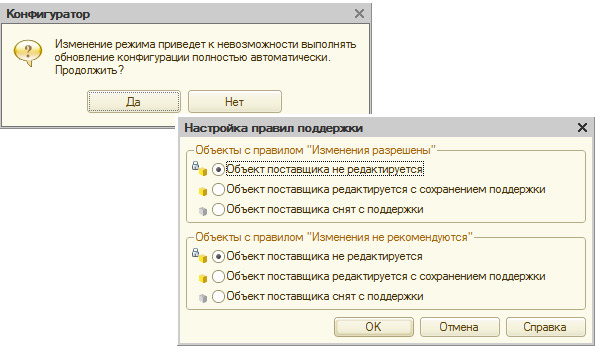 Конфигуратор
Изменение режима приведет к невозможности выполнять
обновление конфигурации полностью автоматически.
Продолжить?
Да
Нет
Настройка правил поддержки
Объекты с правилом "Изменения разрешены"
Объект поставщика не редактируется
Объект поставщика редактируется с сохранением поддержки
Объект поставщика снят с поддержки
Объекты с правилом "Изменения не рекомендуются"
Объект поставщика не редактируется
Объект поставщика редактируется с сохранением поддержки
Объект поставщика снят с поддержки
OK
Отмена
Справка